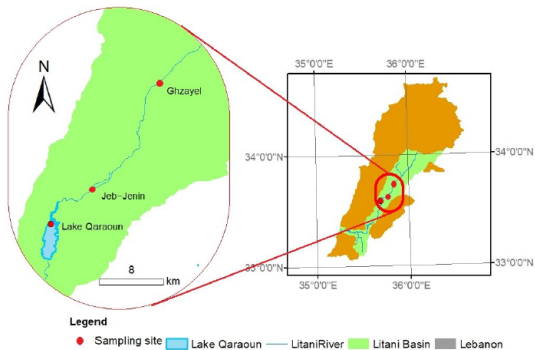 35°0'0"E 36°0'0"E
N
Ghzayel
34°0'0"N
34°0'0"N
Jeb-Jenin
Lake Qaraoun
8
km
33°0'0"N
33°0'0"N
35°0'0"E 36°0'0"E
Legend
Sampling site Lake Qaraoun LitaniRiver Litani Basin Lebanon